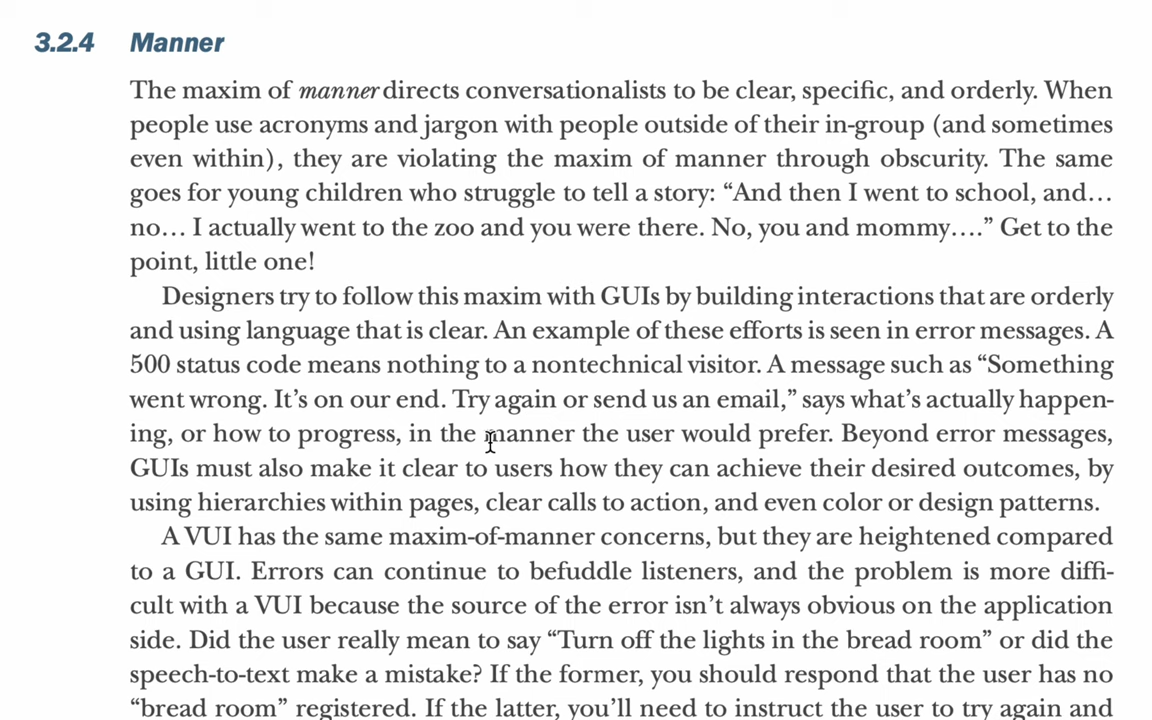 3.2.4 Manner
The maxim of manner directs conversationalists to be clear, specific, and orderly. When
people use acronyms and jargon with people outside of their in-group (and sometimes
even within), they are violating the maxim of manner through obscurity. The same
goes for young children who struggle to tell a story: “And then I went to school, and…
no… I actually went to the zoo and you were there. No, you and mommy….” Get to the
point, little one!
Designers try to follow this maxim with GUIs by building interactions that are orderly
and using language that is clear. An example of these efforts is seen in error messages. A
500 status code means nothing to a nontechnical visitor. A message such as “Something
went wrong. It’s on our end. Try again or send us an email,” says what’s actually happen-
ing, or how to progress, in the manner the user would prefer. Beyond error messages,
GUIs must also make it clear to users how they can achieve their desired outcomes, by
using hierarchies within pages, clear calls to action, and even color or design patterns.
A VUI has the same maxim-of-manner concerns, but they are heightened compared
to a GUI. Errors can continue to befuddle listeners, and the problem is more diffi-
cult with a VUI because the source of the error isn’t always obvious on the application
side. Did the user really mean to say “Turn off the lights in the bread room” or did the
speech-to-text make a mistake? If the former, you should respond that the user has no
“bread room” registered. If the latter, you’ll need to instruct the user to try again and